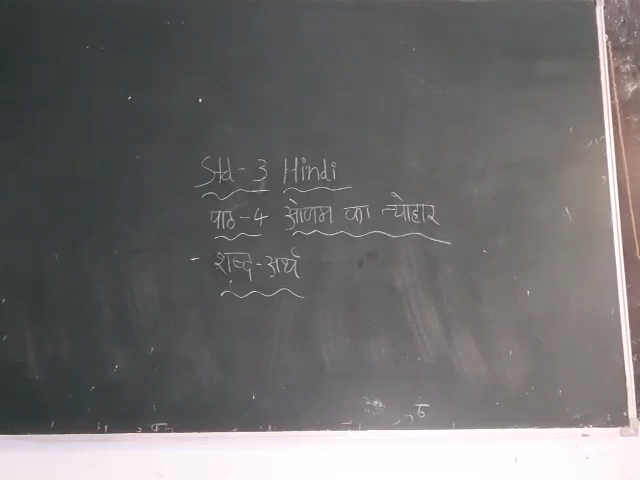 Std - 3 Hindi
पाठ - 4 ओणम का त्योहार
- शब्द - अर्थ